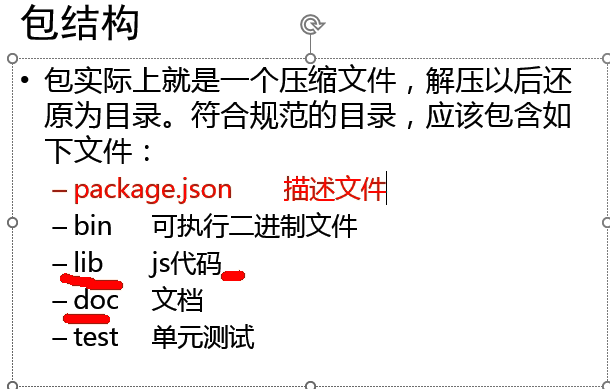 包结构
• 包实际上就是一个压缩文件，解压以后还
原为目录。符合规范的目录，应该包含如
下文件：
– package.json 描述文件
– bin 可执行二进制文件
– lib js代码
– doc 文档
– test 单元测试